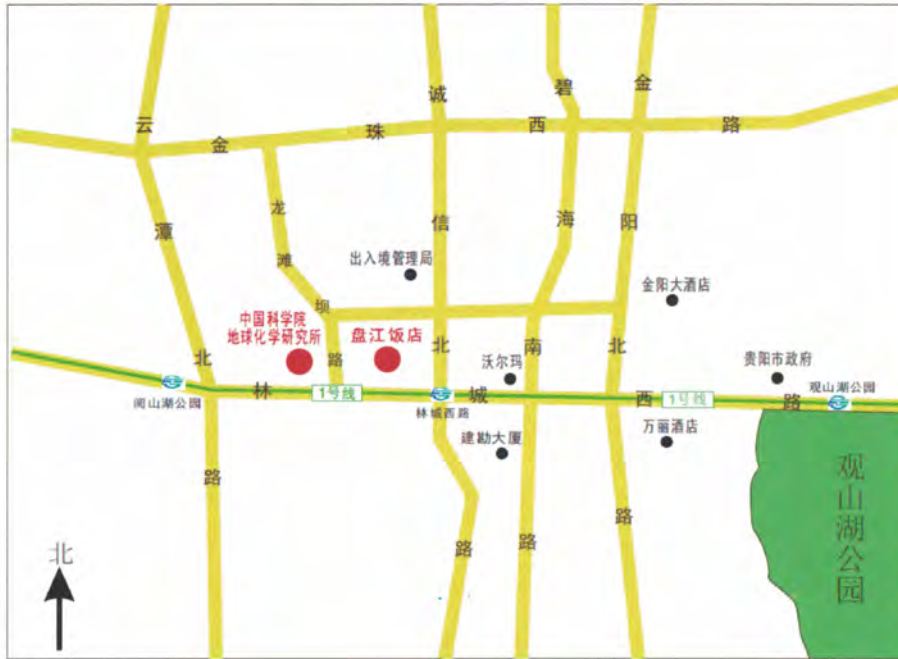 云潭北路
金珠西路
诚信北路
碧海南路
金阳北路
龙滩坝路
出入境管理局
金阳大酒店
中国科学院
地球化学研究所
盘江饭店
沃尔玛
贵阳市政府
林城西路
1号线
1号线
阅山湖公园
林城西路
观山湖公园
建勘大厦
万丽酒店
观山湖公园
北